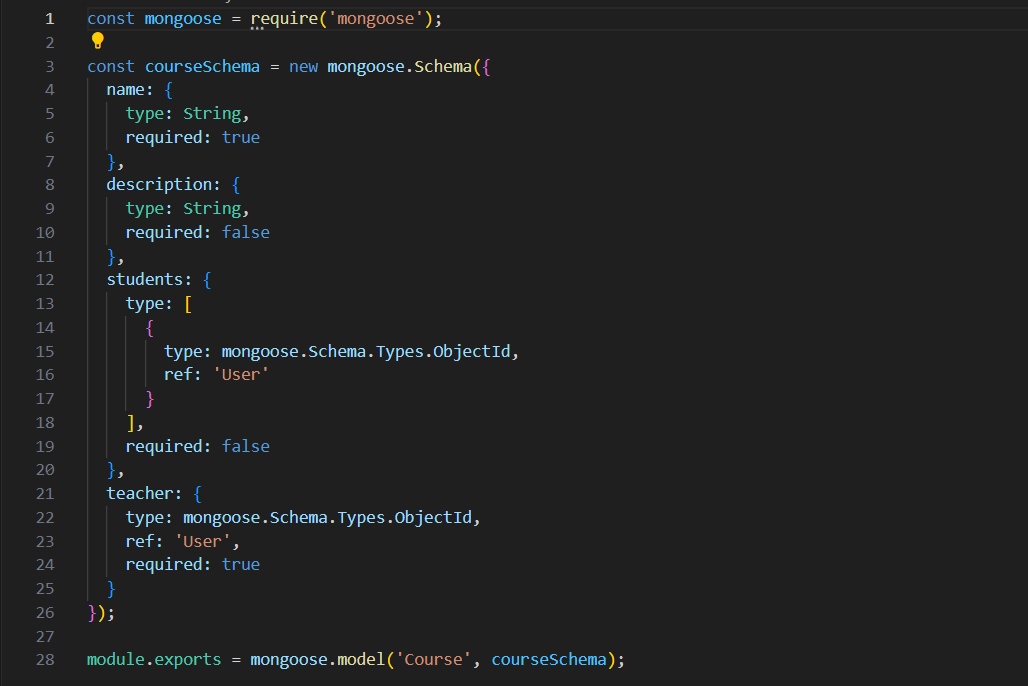 1 const mongoose = require('mongoose');
2
3 const courseSchema = new mongoose.Schema({
4 name: {
5 type: String,
6 required: true
7 },
8 description: {
9 type: String,
10 required: false
11 },
12 students: {
13 type: [
14 {
15 type: mongoose.Schema.Types.ObjectId,
16 ref: 'User'
17 }
18 ],
19 required: false
20 },
21 teacher: {
22 type: mongoose.Schema.Types.ObjectId,
23 ref: 'User',
24 required: true
25 }
26 });
27
28 module.exports = mongoose.model('Course', courseSchema);